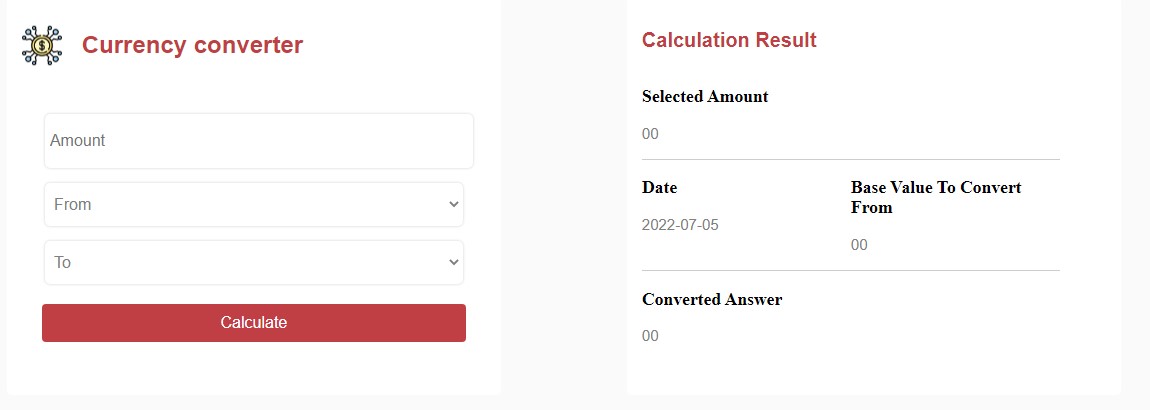 Currency converter
Amount
From
To
Calculate
Calculation Result
Selected Amount
00
Date
2022-07-05
Base Value To Convert
From
00
Converted Answer
00